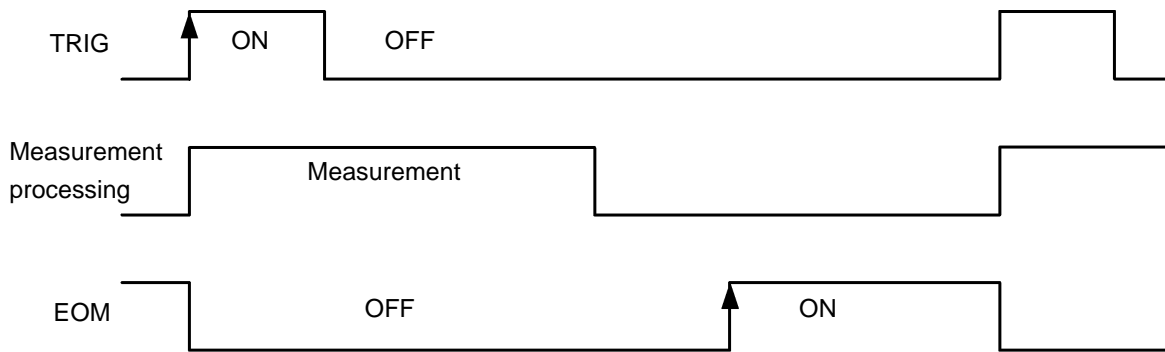 TRIG
ON
OFF
Measurement
processing
Measurement
EOM
OFF
ON